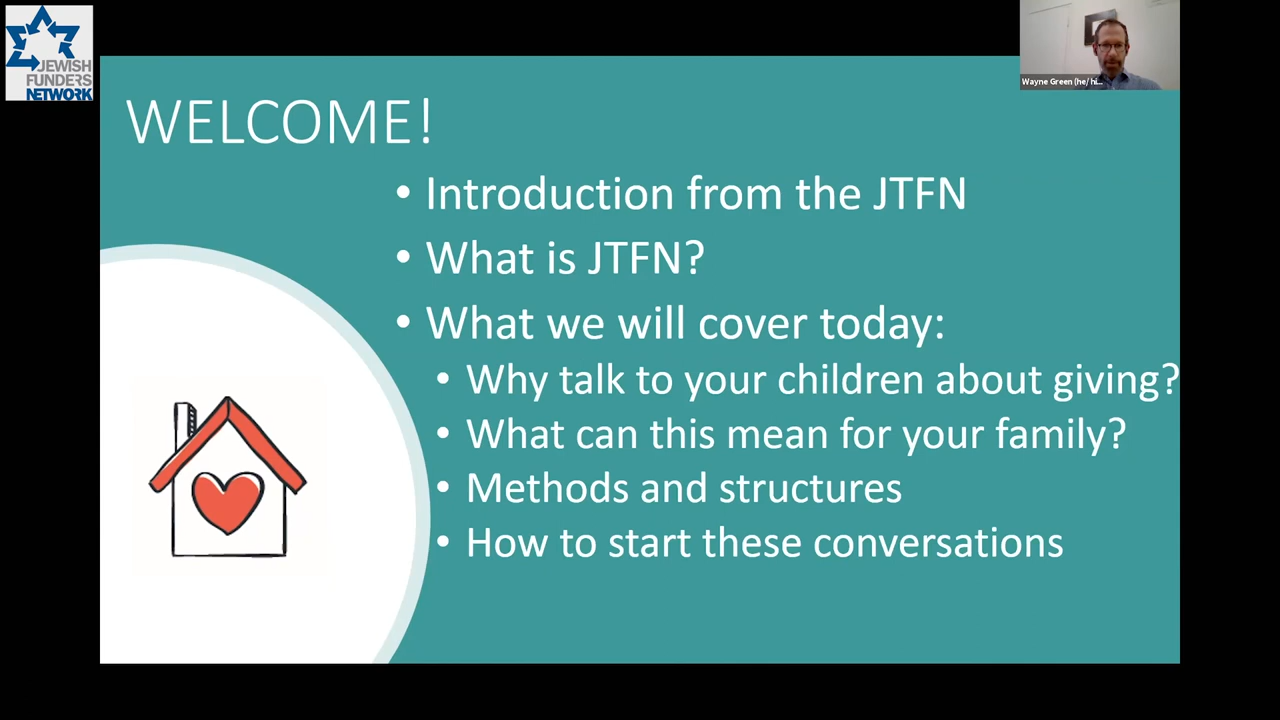 JEWISH
FUNDERS
NETWORK
Wayne Green (he/ hi...
WELCOME!
• Introduction from the JTFN
• What is JTFN?
• What we will cover today:
• Why talk to your children about giving?
• What can this mean for your family?
• Methods and structures
• How to start these conversations